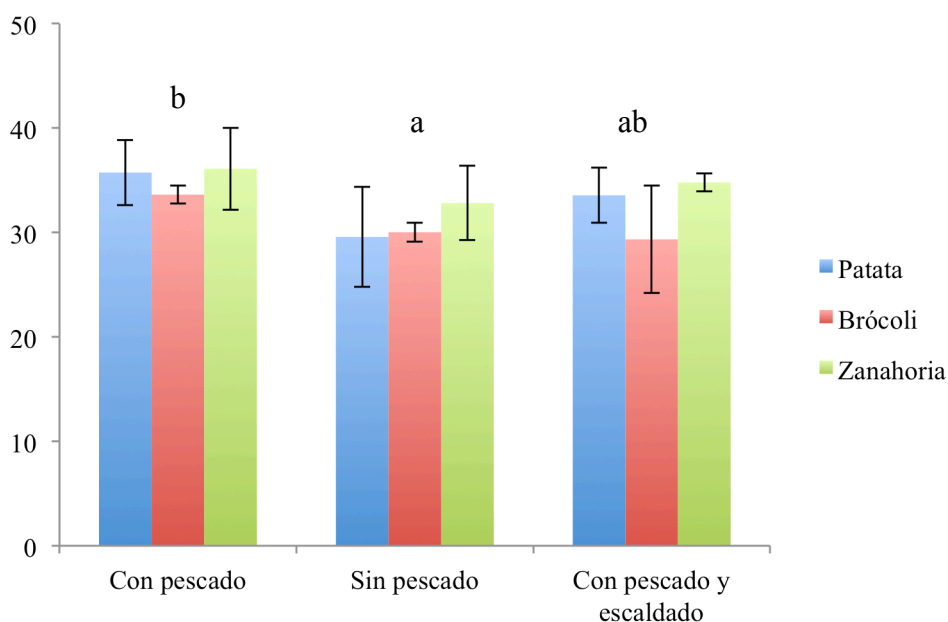 50
40
30
20
10
0
b
a
ab
Con pescado
Sin pescado
Con pescado y
escaldado
Patata
Brócoli
Zanahoria